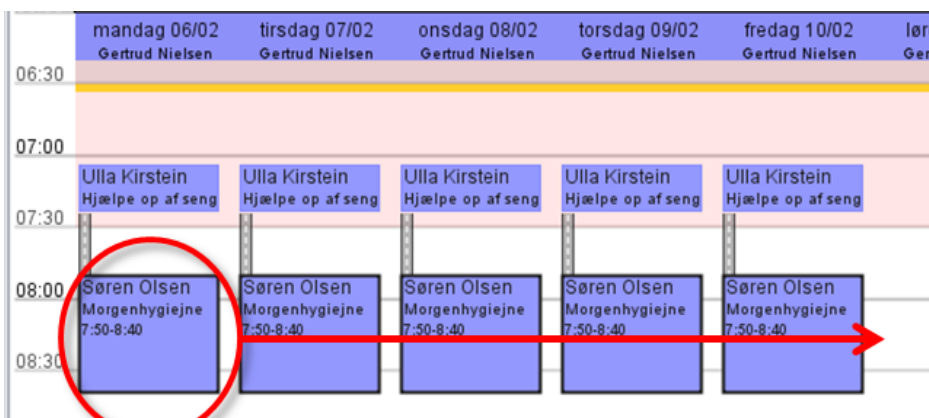 mandag 06/02 tirsdag 07/02 onsdag 08/02 torsdag 09/02 fredag 10/02
Gertrud Nielsen Gertrud Nielsen Gertrud Nielsen Gertrud Nielsen Gertrud Nielsen
06:30
07:00
Ulla Kirstein Ulla Kirstein Ulla Kirstein Ulla Kirstein Ulla Kirstein
Hjælpe op af seng Hjælpe op af seng Hjælpe op af seng Hjælpe op af seng Hjælpe op af seng
07:30
08:00 Søren Olsen Søren Olsen Søren Olsen Søren Olsen Søren Olsen
Morgenhygiejne Morgenhygiejne Morgenhygiejne Morgenhygiejne Morgenhygiejne
7:50-8:40 7:50-8:40 7:50-8:40 7:50-8:40 7:50-8:40
08:30